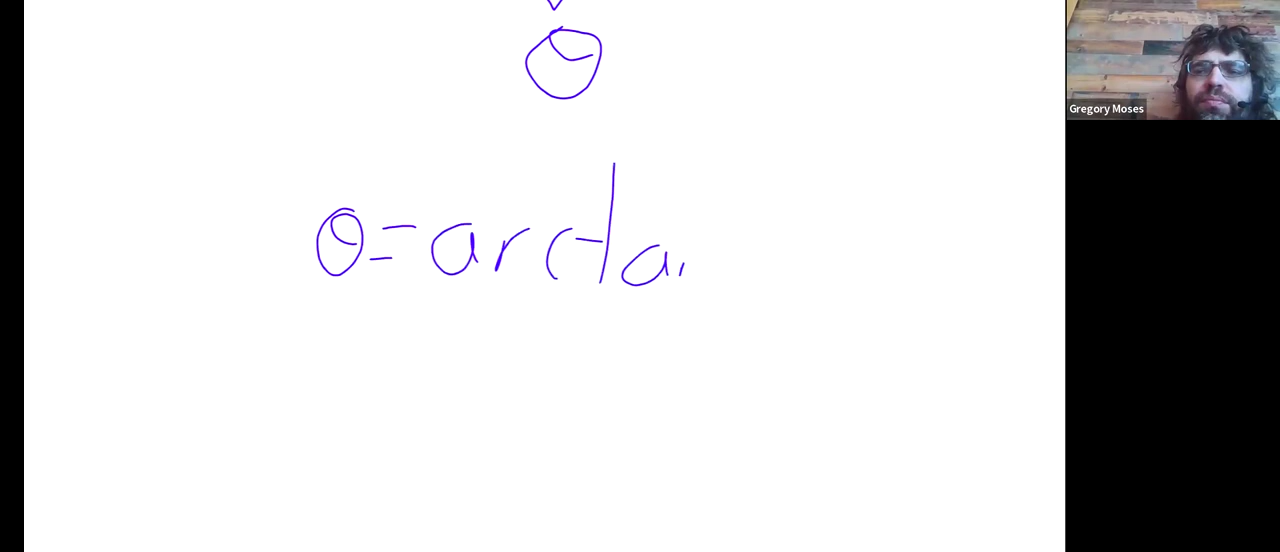 θ
Gregory Moses
θ = arcta